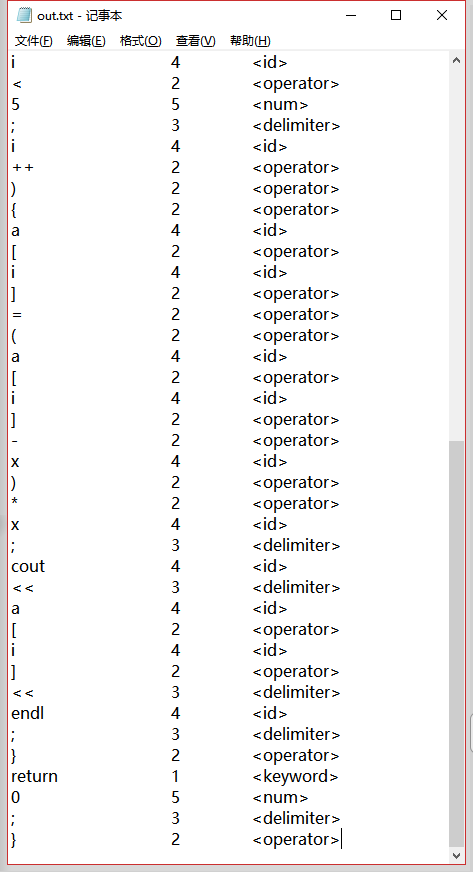 out.txt - 记事本
文件(F) 编辑(E) 格式(O) 查看(V) 帮助(H)
i 4 <id>
< 2 <operator>
5 5 <num>
; 3 <delimiter>
i 4 <id>
++ 2 <operator>
) 2 <operator>
{ 2 <operator>
a 4 <id>
[ 2 <operator>
i 4 <id>
] 2 <operator>
= 2 <operator>
( 2 <operator>
a 4 <id>
[ 2 <operator>
i 4 <id>
] 2 <operator>
- 2 <operator>
x 4 <id>
) 2 <operator>
* 2 <operator>
x 4 <id>
; 3 <delimiter>
cout 4 <id>
<< 3 <delimiter>
a 4 <id>
[ 2 <operator>
i 4 <id>
] 2 <operator>
<< 3 <delimiter>
endl 4 <id>
; 3 <delimiter>
} 2 <operator>
return 1 <keyword>
0 5 <num>
; 3 <delimiter>
} 2 <operator>